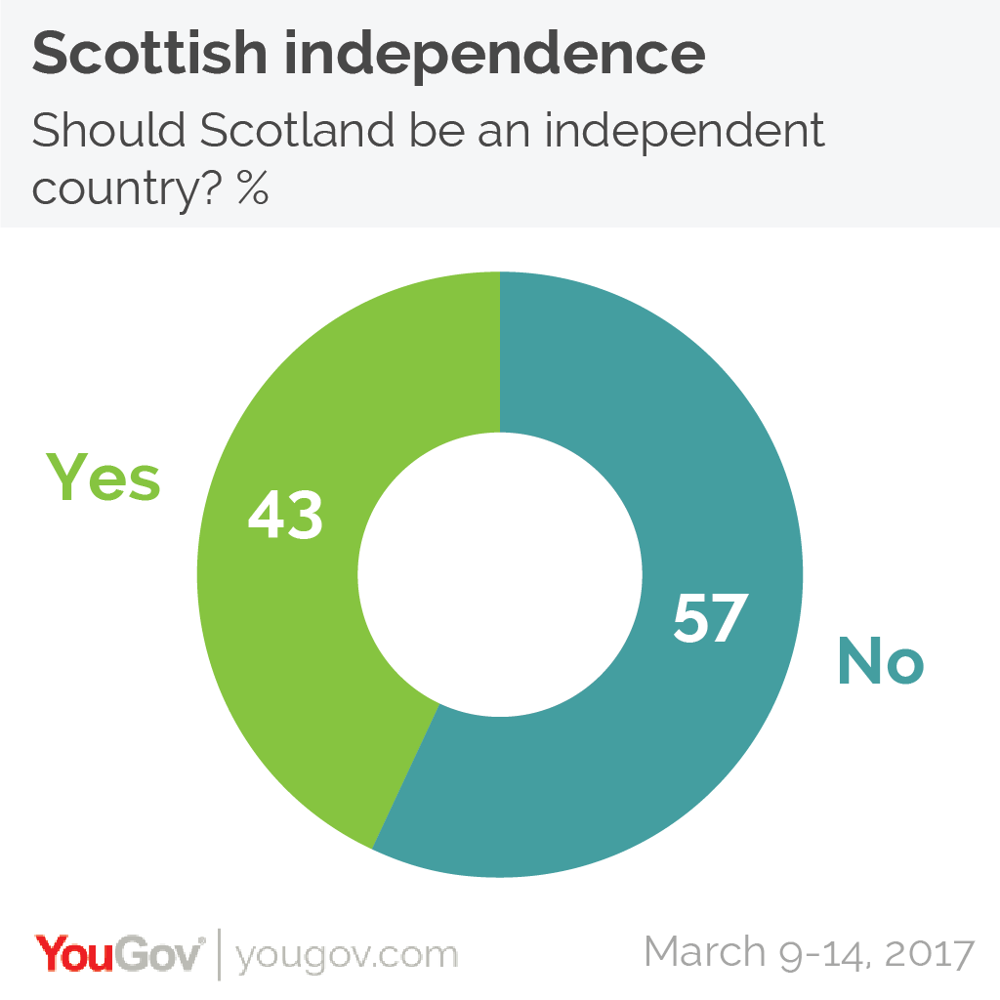 Scottish independence
Should Scotland be an independent
country? %
Yes
43
57
No
YouGov® | yougov.com
March 9-14, 2017